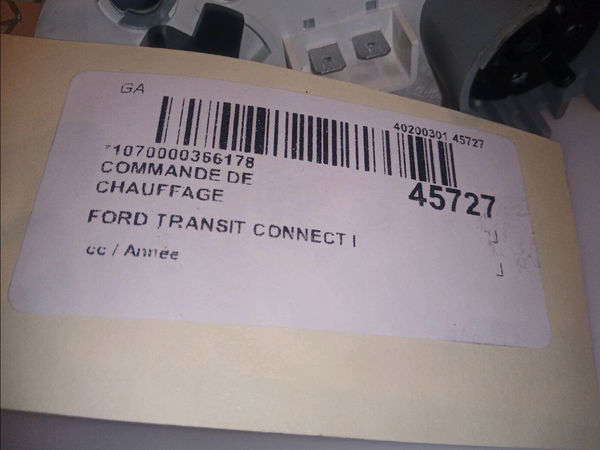 GA
40200301 45727
*1070000366178
COMMANDE DE
CHAUFFAGE
45727
FORD TRANSIT CONNECT I
cc / Année